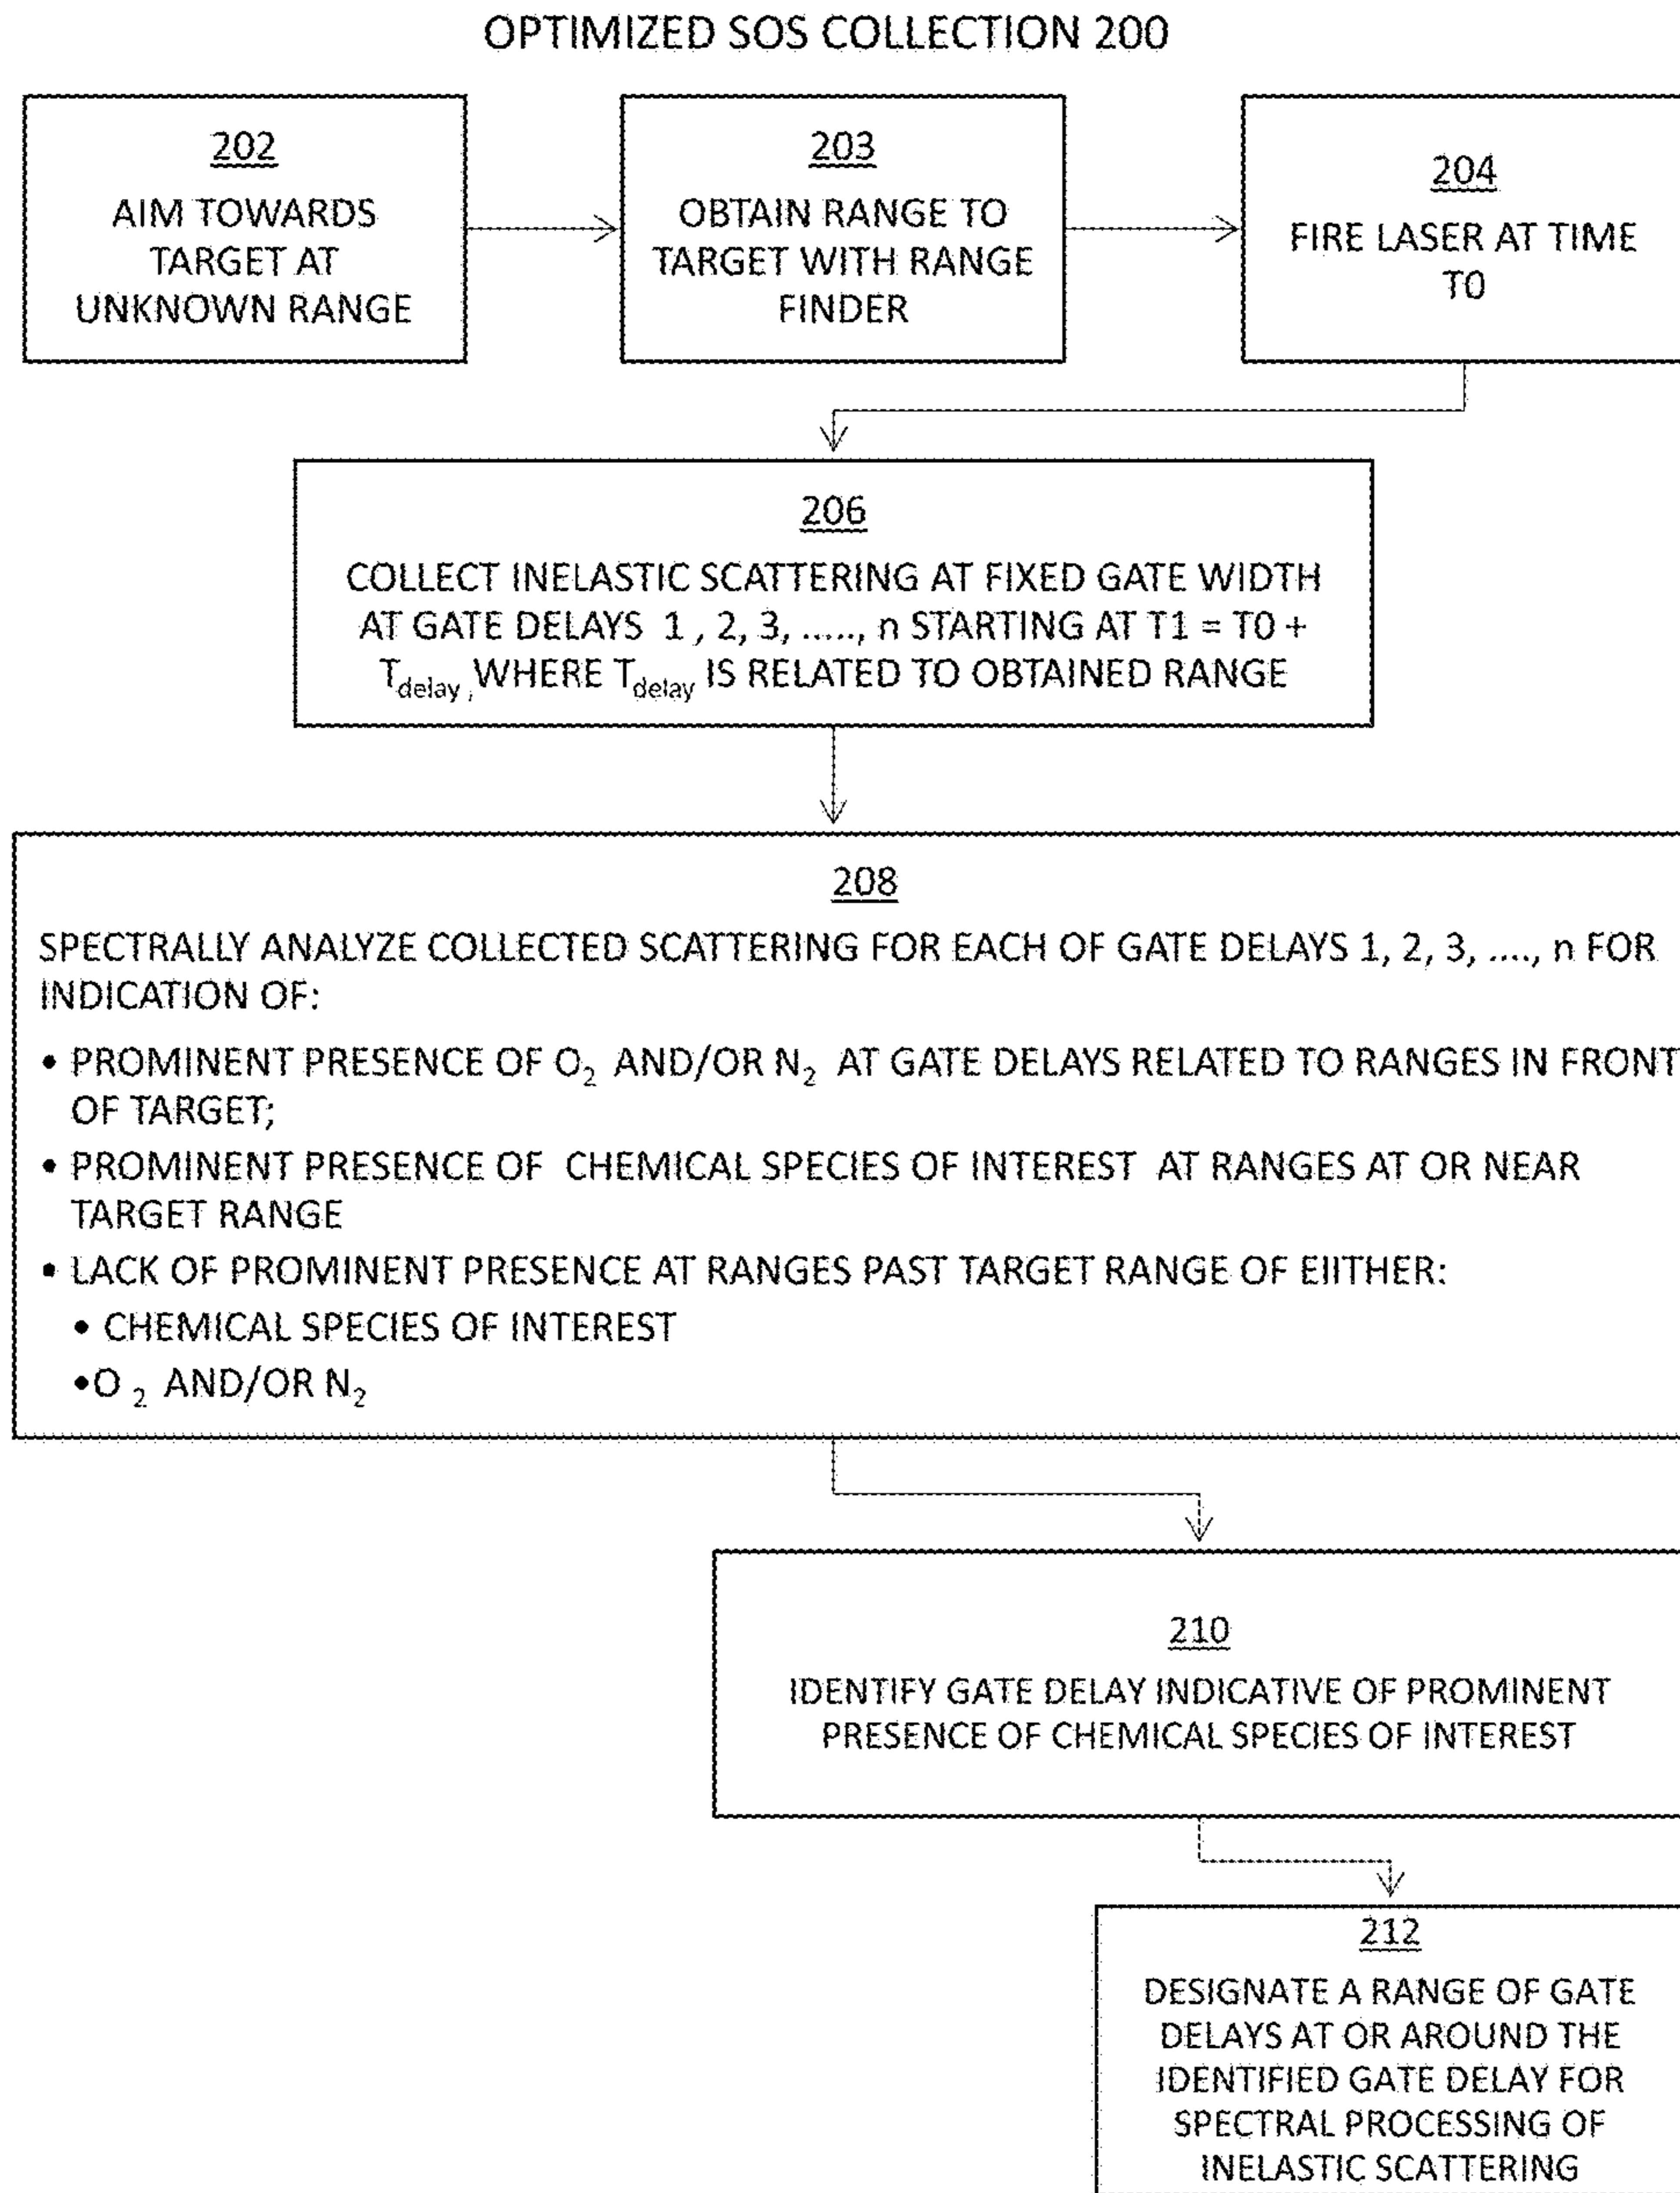 OPTIMIZED SOS COLLECTION 200
202
AIM TOWARDS
TARGET AT
UNKNOWN RANGE
203
OBTAIN RANGE TO
TARGET WITH RANGE
FINDER
204
FIRE LASER AT TIME
T0
206
COLLECT INELASTIC SCATTERING AT FIXED GATE WIDTH
AT GATE DELAYS 1 , 2, 3, ....., n STARTING AT T1 = T0 +
Tdelay, WHERE Tdelay IS RELATED TO OBTAINED RANGE
208
SPECTRALLY ANALYZE COLLECTED SCATTERING FOR EACH OF GATE DELAYS 1, 2, 3, ...., n FOR
INDICATION OF:
• PROMINENT PRESENCE OF O2 AND/OR N2 AT GATE DELAYS RELATED TO RANGES IN FRONT
OF TARGET;
• PROMINENT PRESENCE OF CHEMICAL SPECIES OF INTEREST AT RANGES AT OR NEAR
TARGET RANGE
• LACK OF PROMINENT PRESENCE AT RANGES PAST TARGET RANGE OF EIITHER:
• CHEMICAL SPECIES OF INTEREST
•O 2 AND/OR N2
210
IDENTIFY GATE DELAY INDICATIVE OF PROMINENT
PRESENCE OF CHEMICAL SPECIES OF INTEREST
212
DESIGNATE A RANGE OF GATE
DELAYS AT OR AROUND THE
IDENTIFIED GATE DELAY FOR
SPECTRAL PROCESSING OF
INELASTIC SCATTERING